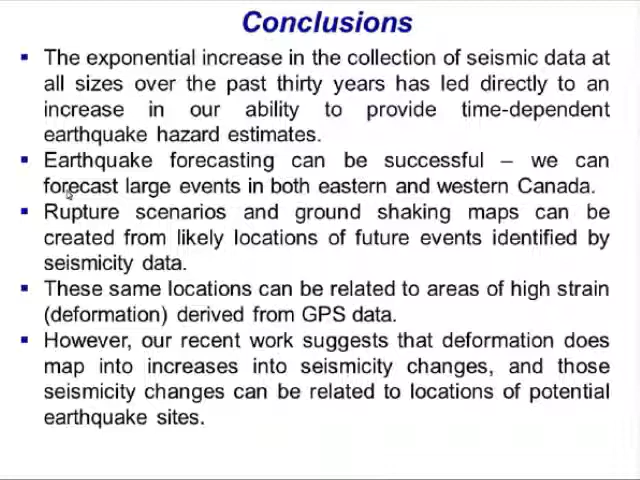 Conclusions
▪ The exponential increase in the collection of seismic data at
all sizes over the past thirty years has led directly to an
increase in our ability to provide time-dependent
earthquake hazard estimates.
▪ Earthquake forecasting can be successful – we can
forecast large events in both eastern and western Canada.
▪ Rupture scenarios and ground shaking maps can be
created from likely locations of future events identified by
seismicity data.
▪ These same locations can be related to areas of high strain
(deformation) derived from GPS data.
▪ However, our recent work suggests that deformation does
map into increases into seismicity changes, and those
seismicity changes can be related to locations of potential
earthquake sites.